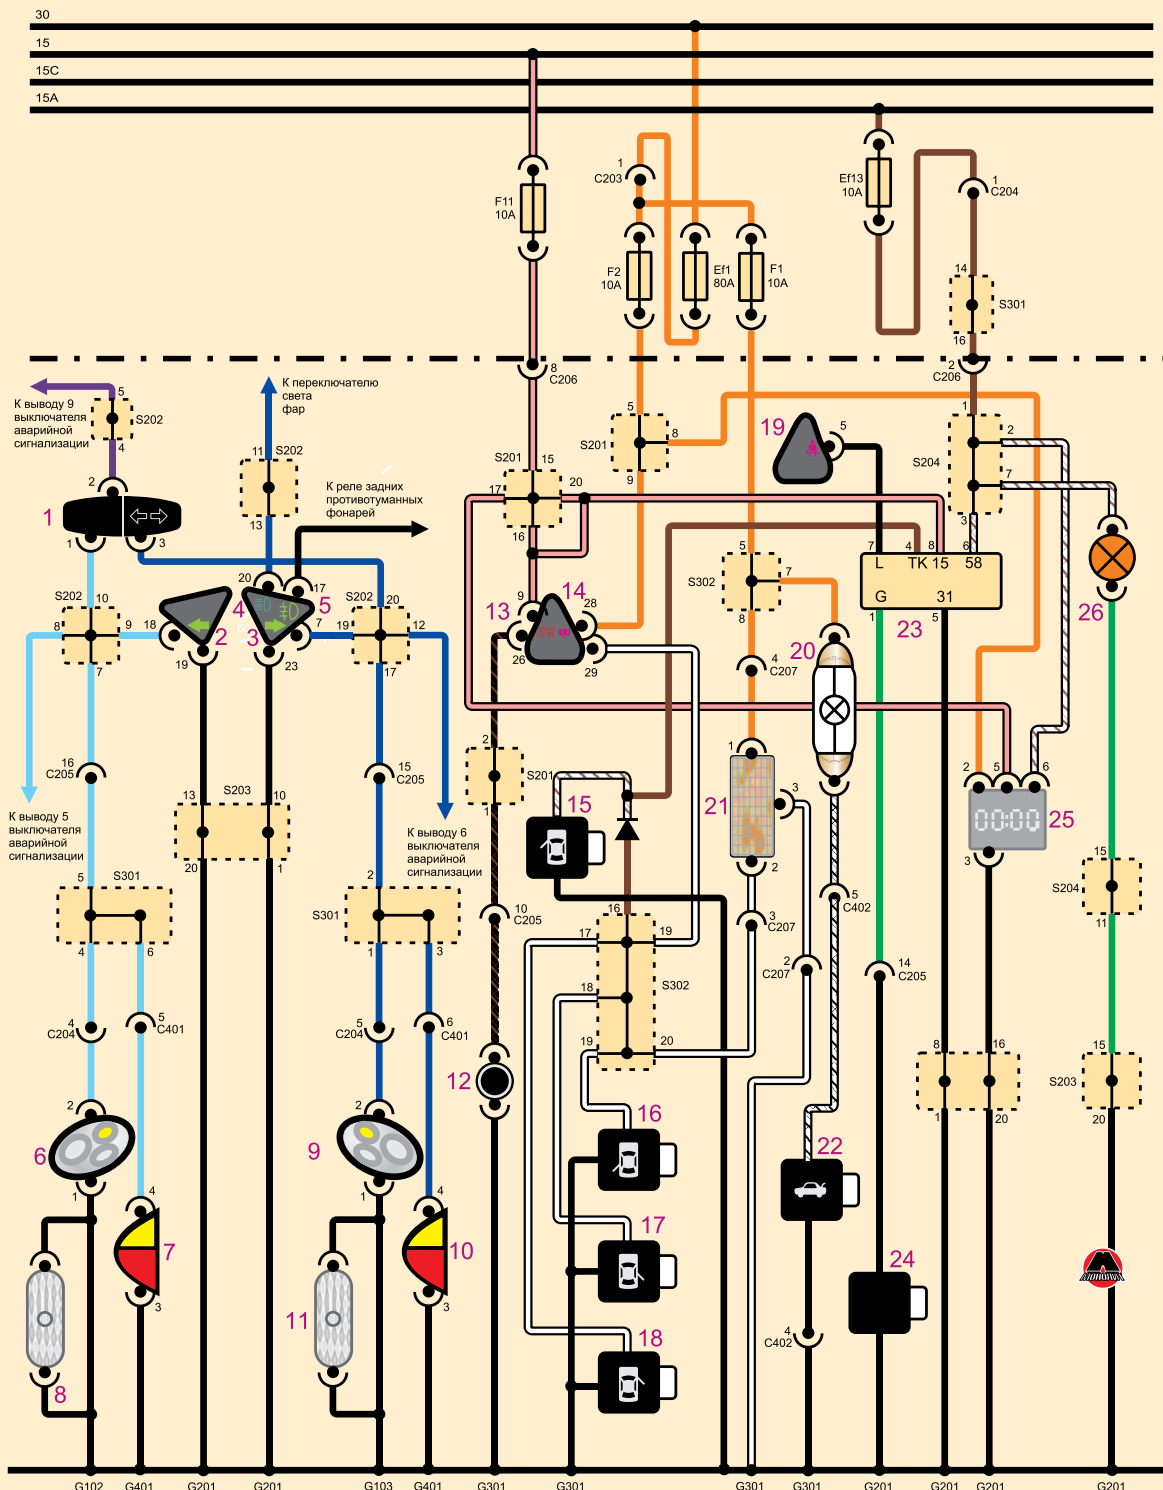 30
15
15C
15A
F11
10A
1
C203
F2
10A
Ef1
80A
F1
10A
Ef13
10A
1
C204
14
S301
16
8
C206
2
C206
К выводу 9
выключателя
аварийной
сигнализации
5
S202
4
К переключателю
света
фар
11
S202
13
К реле задних
противотуманных
фонарей
5
S201
8
9
S201
15
17
20
16
19
5
1
2
S204
7
3
2
1
1
3
20
17
4
5
S202
10
8
9
18
2
3
7
7
19
23
S202
20
19
12
17
9
13
14
28
26
29
5
S302
7
8
4
C207
20
7
4
8
6
L
TK
15
58
G
31
1
23
5
26
16
C205
15
C205
К выводу 5
выключателя
аварийной
сигнализации
К выводу 6
выключателя
аварийной
сигнализации
13
S203
10
20
1
2
S201
1
15
1
21
3
2
2
5
6
25
3
00:00
5
S301
4
6
2
S301
1
3
10
C205
16
17
19
18
S302
19
20
3
C207
2
C207
5
C402
14
C205
15
S204
11
4
C204
5
C401
5
C204
6
C401
12
8
16
1
20
15
S203
20
2
6
1
2
9
1
16
22
4
7
3
4
10
3
17
24
МОНОЛИТ
8
11
18
4
C402
G102
G401
G201
G201
G103
G401
G301
G301
G301
G301
G201
G201
G201
G201